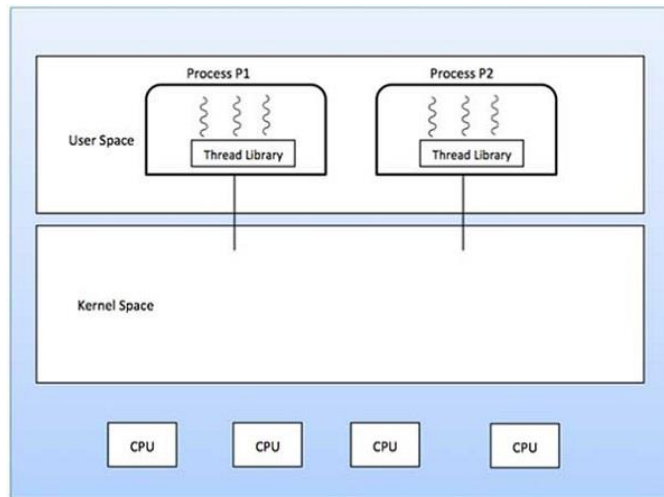 Process P1
Process P2
User Space
Thread Library
Thread Library
Kernel Space
CPU
CPU
CPU
CPU